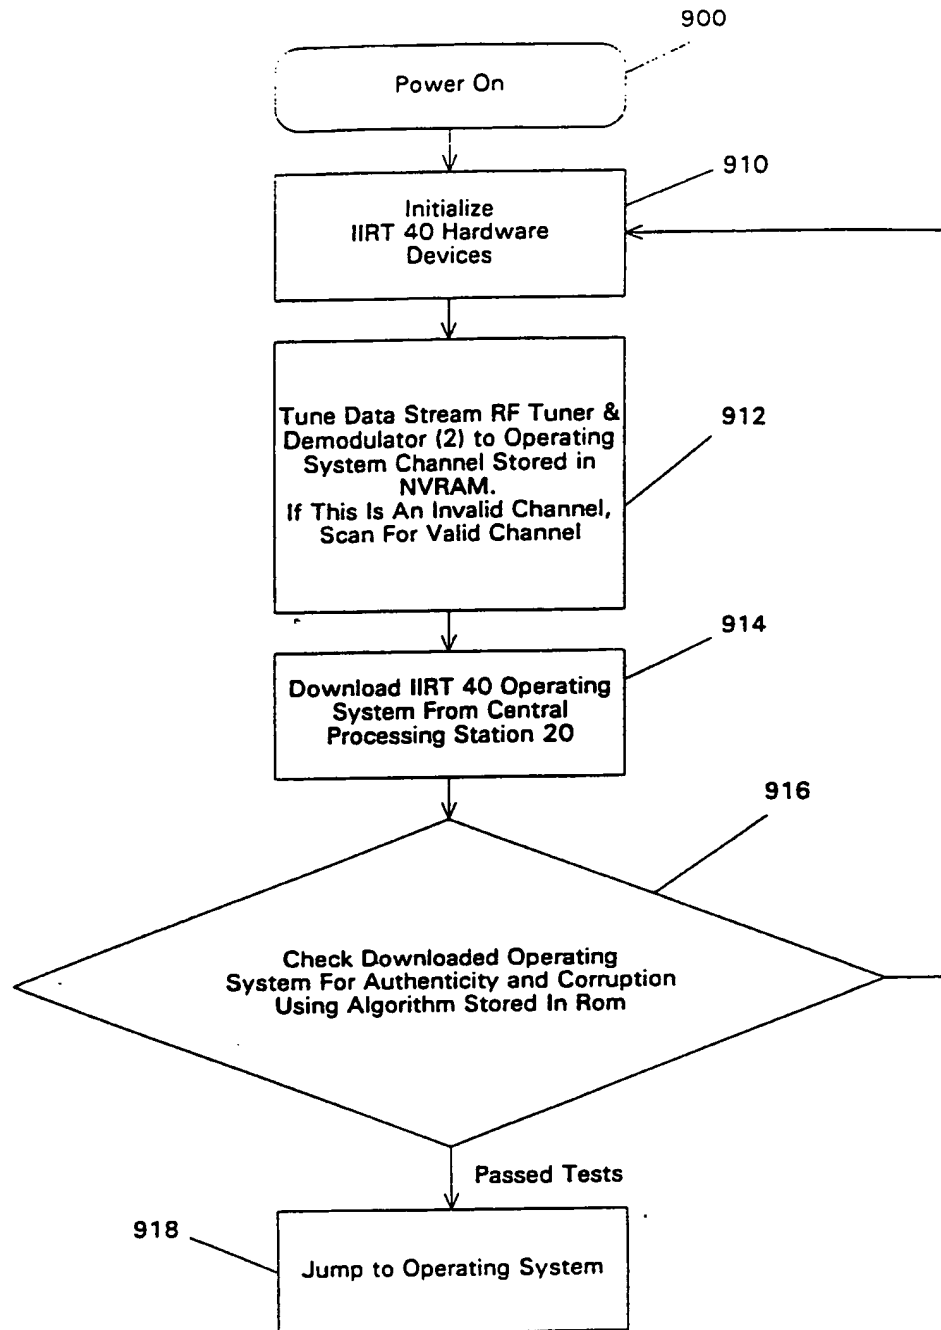 900
Power On
910
Initialize
IIRT 40 Hardware
Devices
Tune Data Stream RF Tuner &
Demodulator (2) to Operating
System Channel Stored in
NVRAM.
If This Is An Invalid Channel,
Scan For Valid Channel
912
914
Download IIRT 40 Operating
System From Central
Processing Station 20
916
Check Downloaded Operating
System For Authenticity and Corruption
Using Algorithm Stored In Rom
Passed Tests
918
Jump to Operating System